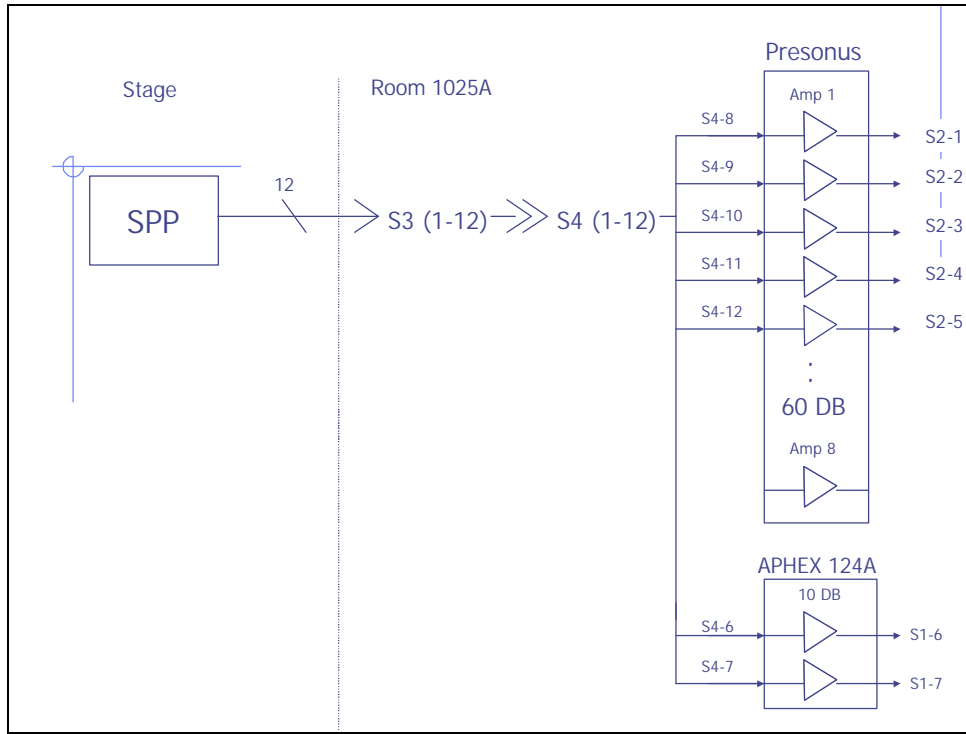 Presonus
Stage
Room 1025A
Amp 1
S4-8
S2-1
S4-9
S2-2
12
SPP
S3 (1-12)
S4 (1-12)
S4-10
S2-3
S4-11
S2-4
S4-12
S2-5
:
60 DB
Amp 8
APHEX 124A
10 DB
S4-6
S1-6
S4-7
S1-7